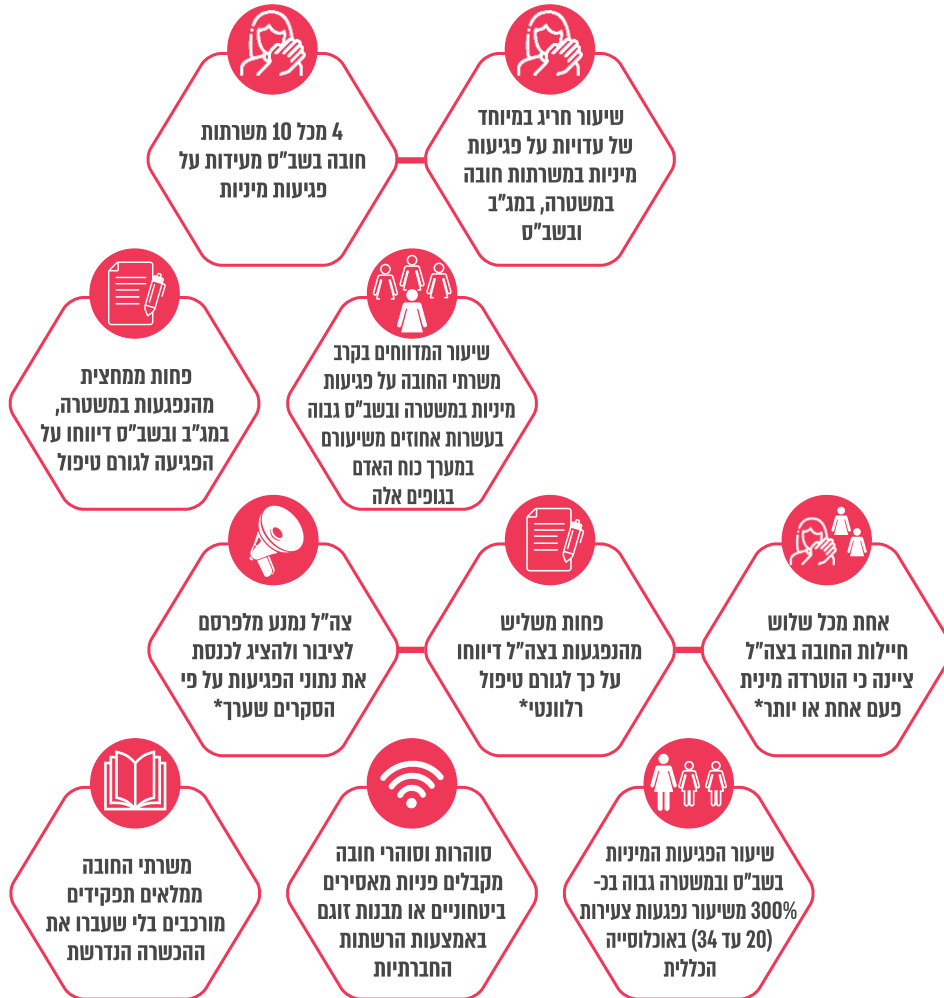 שיעור חריג במיוחד
של עדויות על פגיעות
מיניות במשרתות חובה
במשטרה, במג"ב
ובשב"ס
4 מכל 10 משרתות
חובה בשב"ס מעידות על
פגיעות מיניות
שיעור המדווחים בקרב
משרתי החובה על פגיעות
מיניות במשטרה ובשב"ס גבוה
בעשרות אחוזים משיעורם
במערך כוח האדם
בגופים אלה
פחות ממחצית
מהנפגעות במשטרה,
במג"ב ובשב"ס דיווחו על
הפגיעה לגורם טיפול
אחת מכל שלוש
חיילות החובה בצה"ל
ציינה כי הוטרדה מינית
פעם אחת או יותר*
פחות משליש
מהנפגעות בצה"ל דיווחו
על כך לגורם טיפול
רלוונטי*
צה"ל נמנע מלפרסם
לציבור ולהציג לכנסת
את נתוני הפגיעות על פי
הסקרים שערך*
שיעור הפגיעות המיניות
בשב"ס ובמשטרה גבוה בכ-
300% משיעור נפגעות צעירות
(20 עד 34) באוכלוסייה
הכללית
סוהרות וסוהרי חובה
מקבלים פניות מאסירים
ביטחוניים או מבנות זוגם
באמצעות הרשתות
החברתיות
משרתי החובה
ממלאים תפקידים
מורכבים בלי שעברו את
ההכשרה הנדרשת